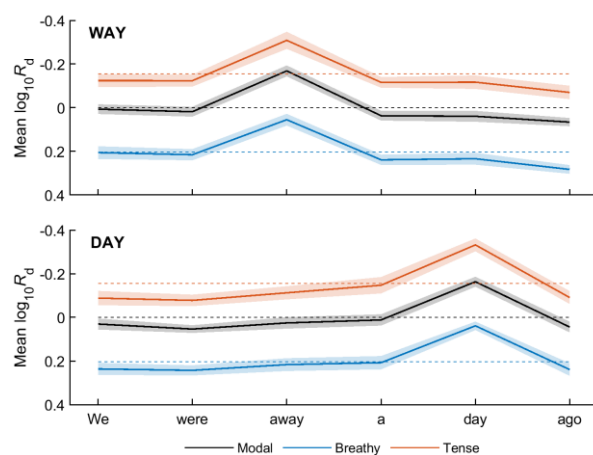 -0.4
-0.2
0
0.2
0.4
Mean log10Rd
WAY
-0.4
-0.2
0
0.2
0.4
Mean log10Rd
DAY
We were away a day ago
Modal Breathy Tense